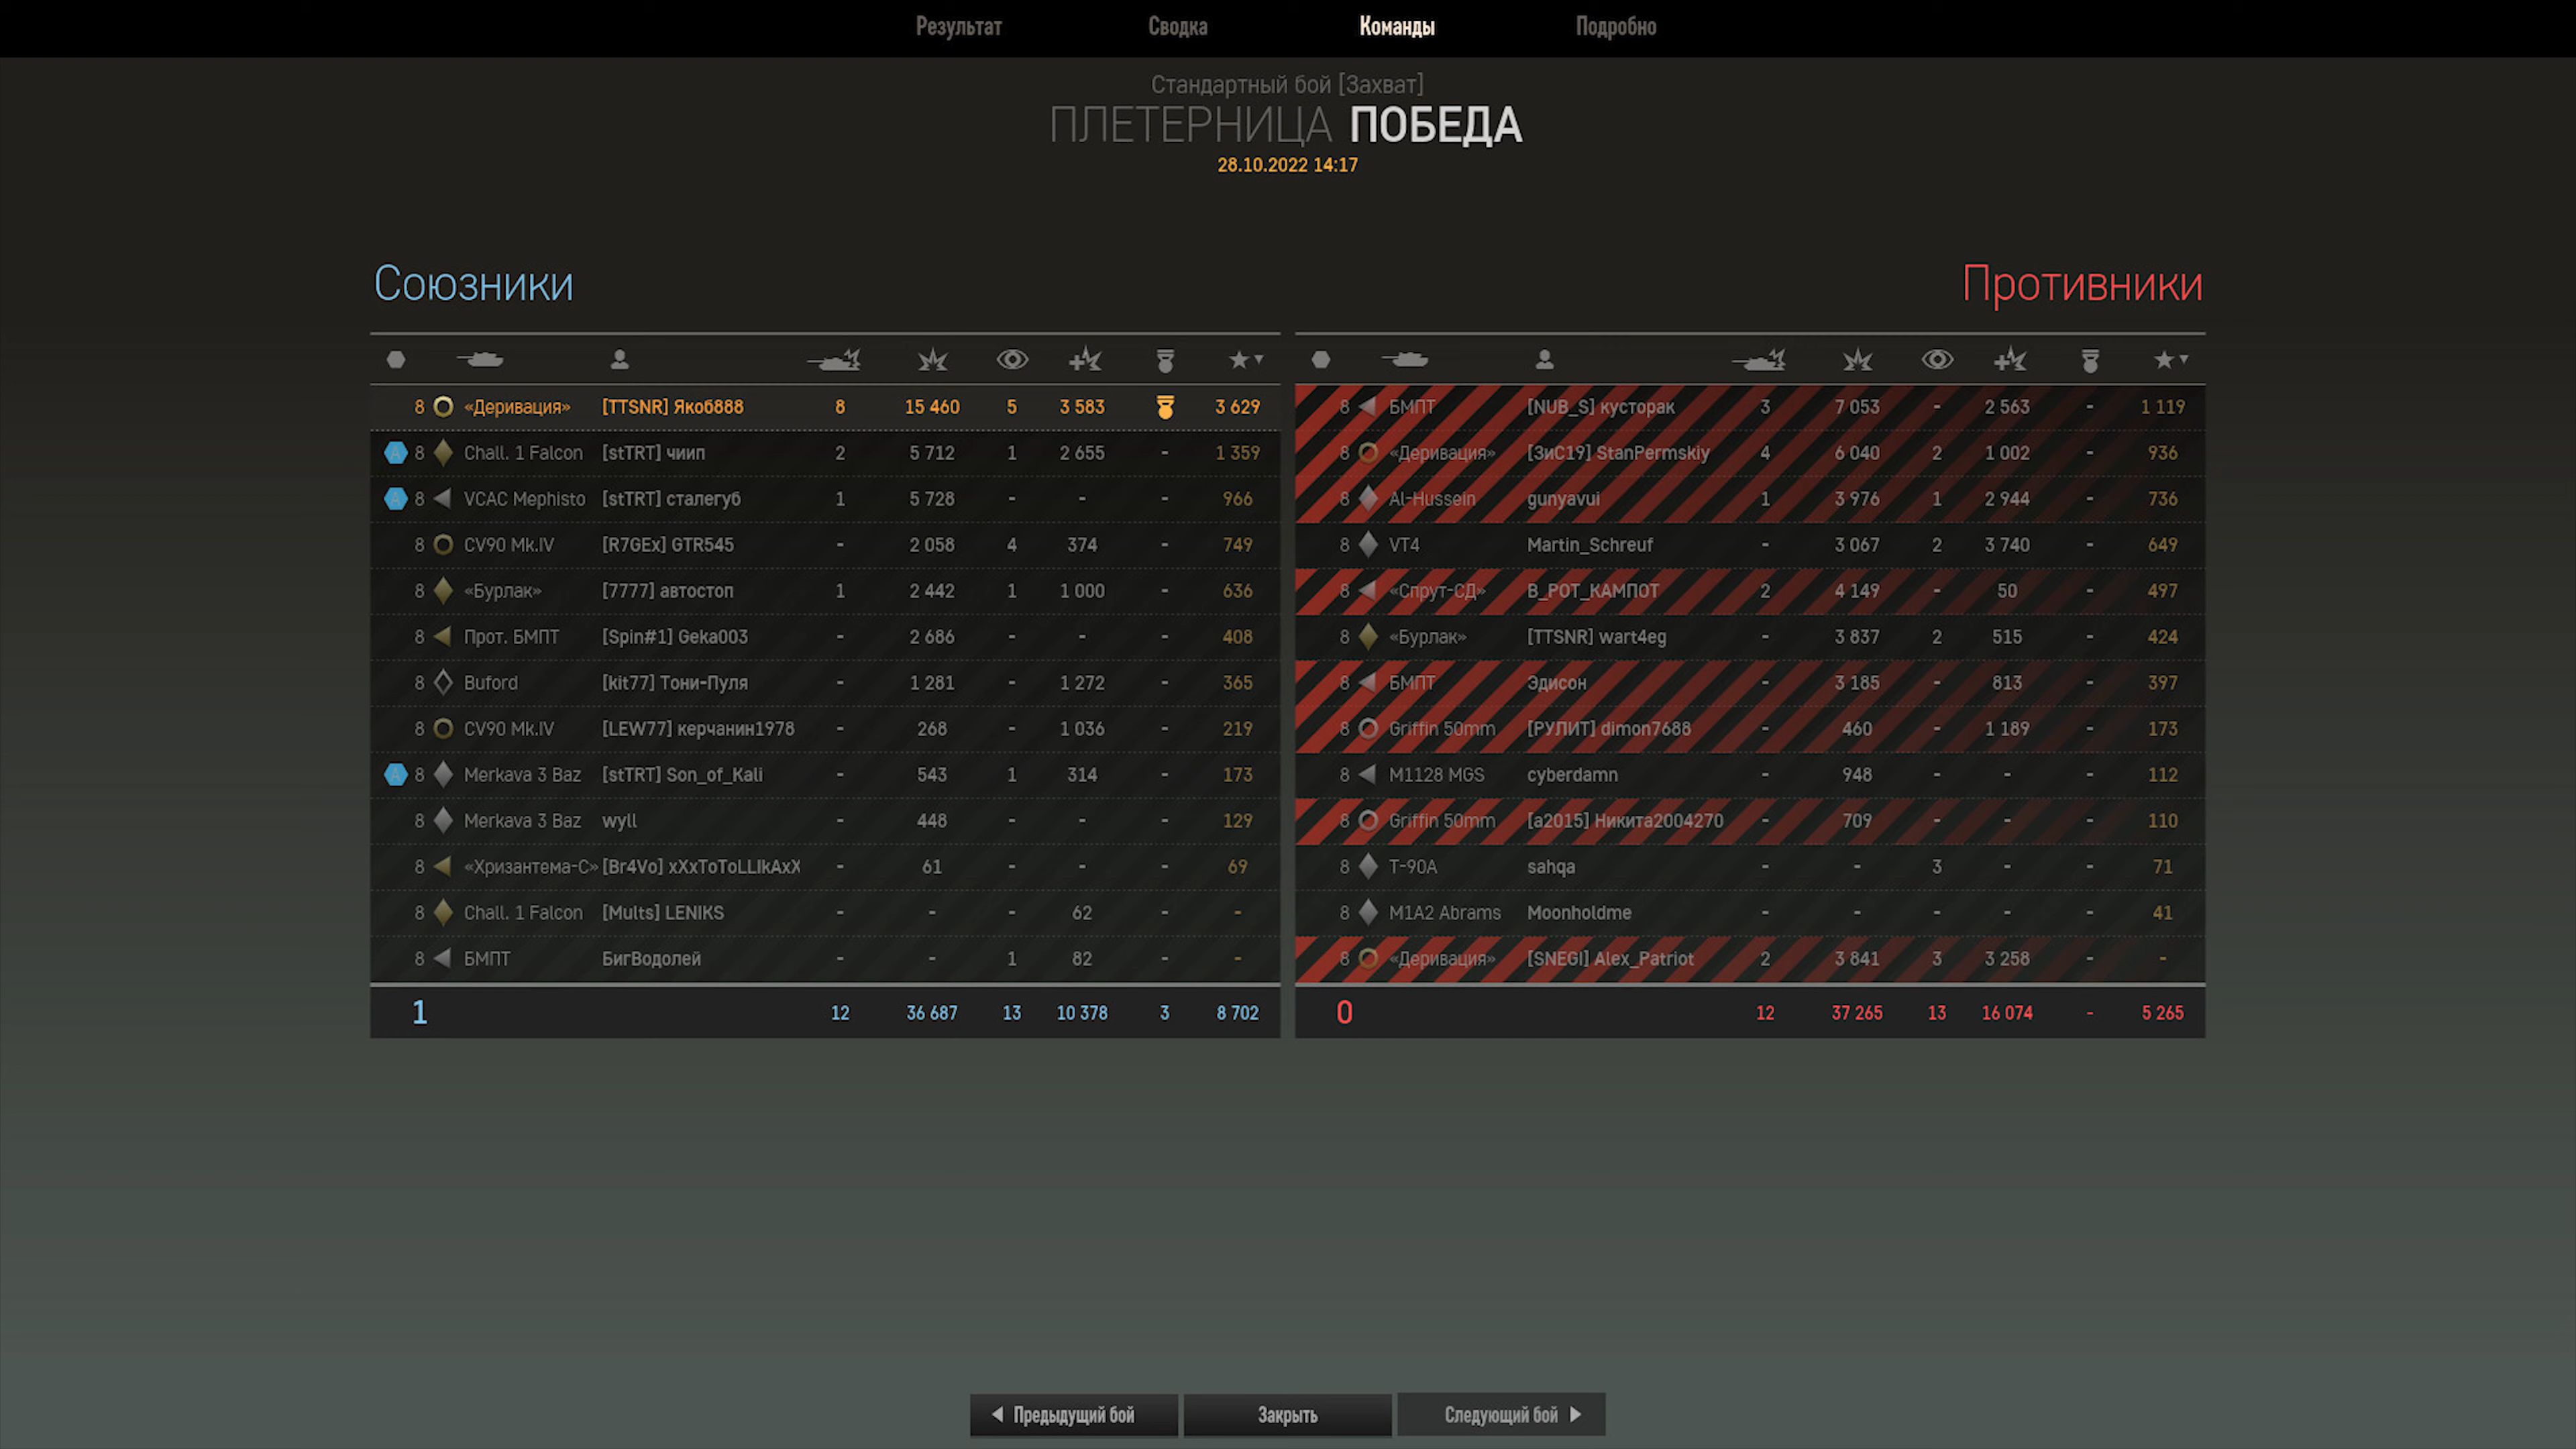 Результат Сводка Команды Подробно
Стандартный бой [Захват]
ПЛЕТЕРНИЦА ПОБЕДА
28.10.2022 14:17
Союзники
8 «Деривация» [TTSNR] Якоб888 8 15 460 5 3 583 3 629
A 8 Chall. 1 Falcon [stTRT] чиип 2 5 712 1 2 655 - 1 359
A 8 VCAC Mephisto [stTRT] сталегуб 1 5 728 - - - 966
8 CV90 Mk.IV [R7GEx] GTR545 - 2 058 4 374 - 749
8 «Бурлак» [7777] автостоп 1 2 442 1 1 000 - 636
8 Прот. БМПТ [Spin#1] Geka003 - 2 686 - - - 408
8 Buford [kit77] Тони-Пуля - 1 281 - 1 272 - 365
8 CV90 Mk.IV [LEW77] керчанин1978 - 268 - 1 036 - 219
A 8 Merkava 3 Baz [stTRT] Son_of_Kali - 543 1 314 - 173
8 Merkava 3 Baz wyll - 448 - - - 129
8 «Хризантема-С» [Br4Vo] xXxToToLLIkAxX - 61 - - - 69
8 Chall. 1 Falcon [Mults] LENIKS - - - 62 - -
8 БМПТ БигВодолей - - 1 82 - -
1 12 36 687 13 10 378 3 8 702
Противники
8 БМПТ [NUB_S] кусторак 3 7 053 - 2 563 - 1 119
8 «Деривация» [ЗиС19] StanPermskiy 4 6 040 2 1 002 - 936
8 Al-Hussein gunyavui 1 3 976 1 2 944 - 736
8 VT4 Martin_Schreuf - 3 067 2 3 740 - 649
8 «Спрут-СД» В_РОТ_КАМПОТ 2 4 149 - 50 - 497
8 «Бурлак» [TTSNR] wart4eg - 3 837 2 515 - 424
8 БМПТ Эдисон - 3 185 - 813 - 397
8 Griffin 50mm [РУЛИТ] dimon7688 - 460 - 1 189 - 173
8 M1128 MGS cyberdamn - 948 - - - 112
8 Griffin 50mm [a2015] Никита2004270 - 709 - - - 110
8 Т-90А sahqa - - 3 - - 71
8 M1A2 Abrams Moonholdme - - - - - 41
8 «Деривация» [SNEGI] Alex_Patriot 2 3 841 3 3 258 - -
0 12 37 265 13 16 074 - 5 265
Предыдущий бой Закрыть Следующий бой